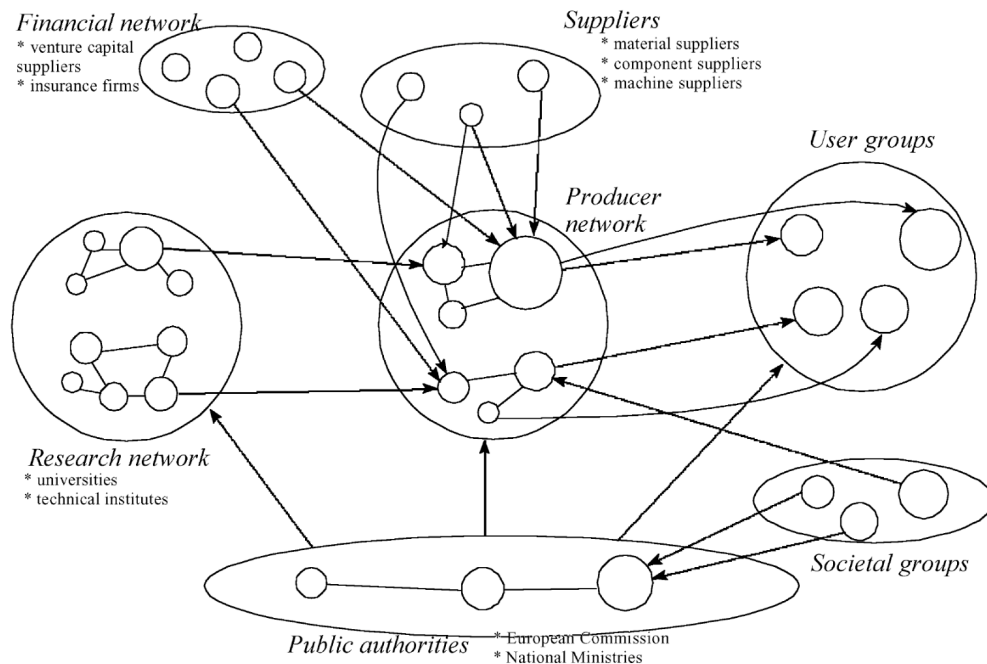 Financial network
* venture capital
suppliers
* insurance firms
Suppliers
* material suppliers
* component suppliers
* machine suppliers
User groups
Producer
network
Research network
* universities
* technical institutes
Societal groups
Public authorities
* European Commission
* National Ministries